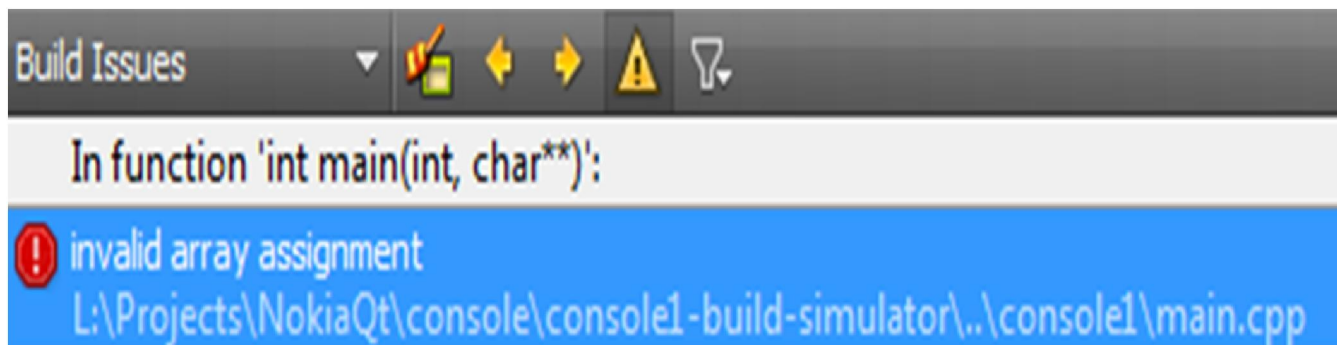 Build Issues
In function 'int main(int, char**)':
invalid array assignment
L:\Projects\NokiaQt\console\console1-build-simulator\..\console1\main.cpp